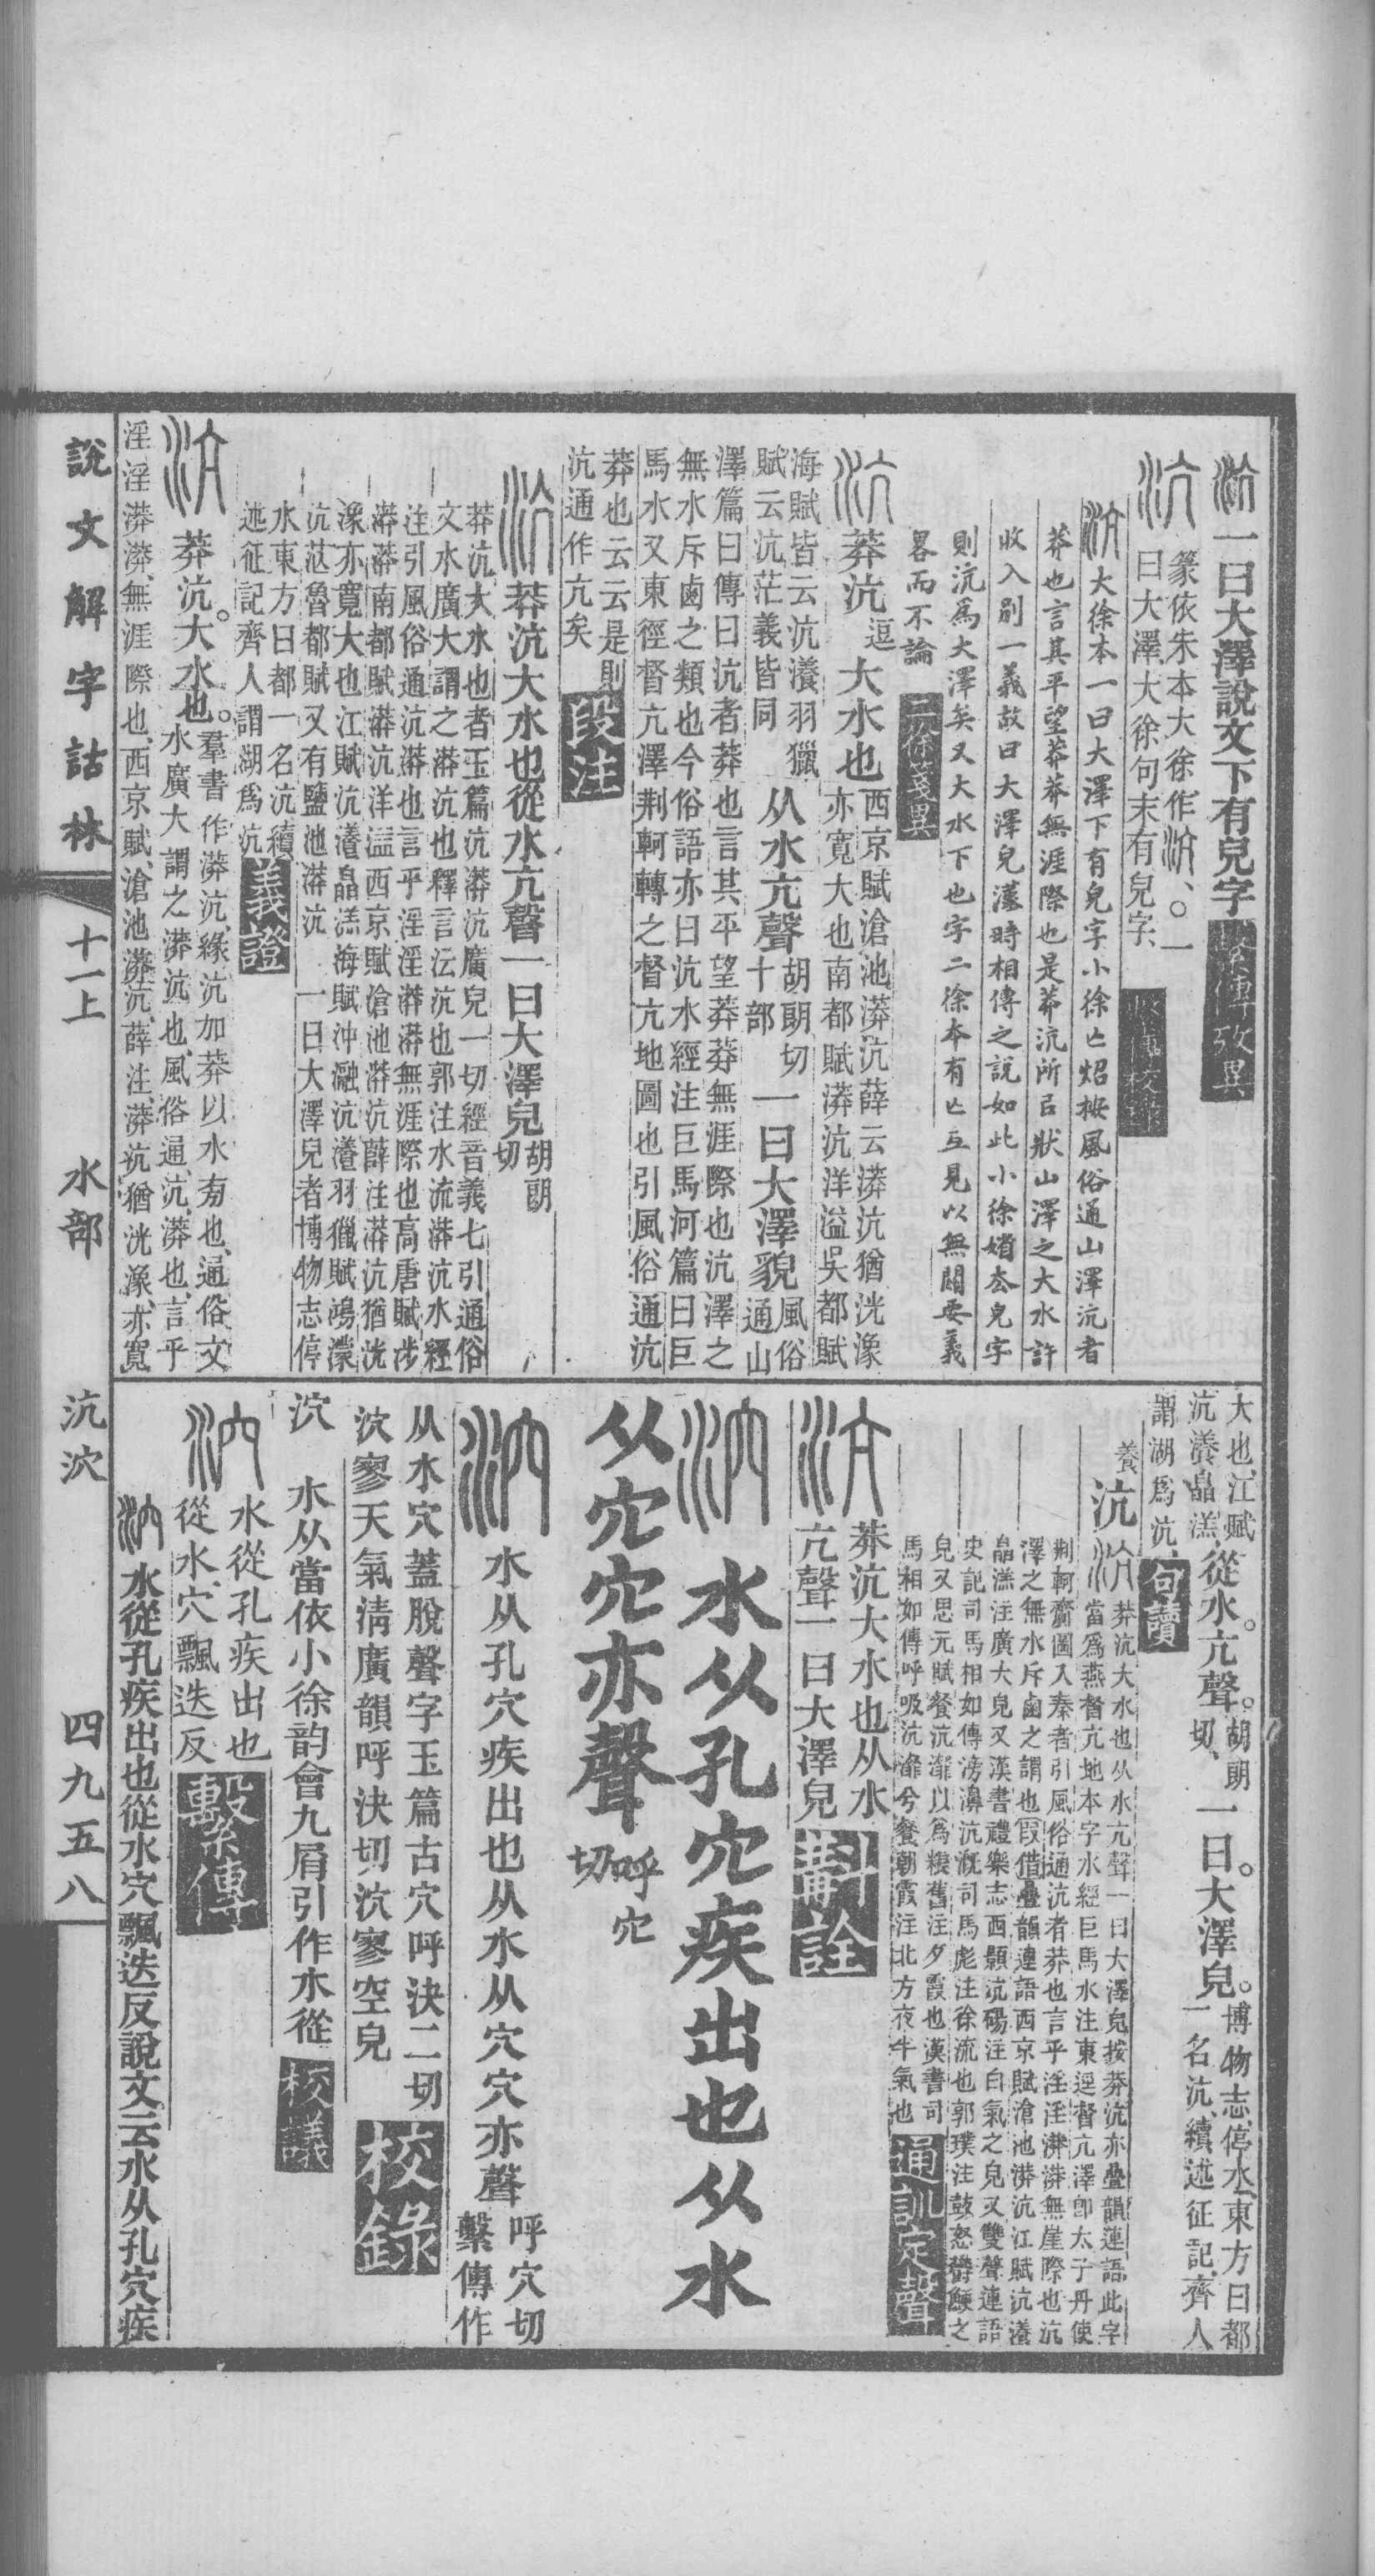 沆一曰大澤說文下有皃字 繫傳攷異
沆 篆依朱本大徐作沆、。一
曰大澤、大徐句末有皃字、
沆 大徐本一曰大澤下有皃字小徐亡炤按風俗通山澤沆者
莽也言其平望莽莽無涯際也是莽沆所㠯狀山澤之大水許
收入別一義故曰大澤皃漢時相傳之說如此小徐媘厺皃字
則沆為大澤矣又大水下也字二徐本有亡互見以無關要義
畧而不論 二徐箋異
沆 莽沆逗大水也 西京賦滄池漭沆薛云漭沆猶洸潒
亦寬大也南都賦漭沆洋溢吳都賦
海賦皆云沆瀁羽獵
賦云沆茫義皆同 从水亢聲 胡朗切
十部 一曰大澤貌 風俗
通山
澤篇曰傳曰沆者莽也言其平望莽莽無涯際也沆澤之
無水斥鹵之類也今俗語亦曰沆水經注巨馬河篇曰巨
馬水又東徑督亢澤荆軻轉之督亢地圖也引風俗通沆
莽也云云是則
沆通作亢矣 段注
沆 莽沆大水也從水亢聲一曰大澤皃 胡朗
切
莽沆大水也者玉篇沆漭沆廣皃一切經音義七引通俗
文水廣大謂之漭沆也釋言沄沆也郭注水流漭沆水經
注引風俗通沆漭也言乎淫淫漭漭無涯際也高唐賦涉
漭漭南都賦漭沆洋溢西京賦滄池漭沆薛注漭沆猶洸
潒亦寬大也江賦沆瀁皛溔海賦沖瀜沆瀁羽獵賦鴻濛
沆茫魯都賦又有鹽池漭沆 一曰大澤皃者博物志停
水東方曰都一名沆續
述征記齊人謂湖為沆 義證
沆 莽沆。大水也。 羣書作漭沆、緣沆加莽以水旁也、通俗文
水廣大謂之漭沆也、風俗通、沆、漭也、言乎
淫淫漭漭、無涯際也、西京賦、滄池漭沆、薛注、漭沆猶洸潒、亦寬
大也、江賦
沆瀁皛溔、從水。亢聲。 胡朗
切、 一曰。大澤皃。 博物志、停水、東方曰都
一名沆、續述征記、齊人
謂湖爲沆、 句讀
養 沆 沆 莽沆大水也从水亢聲一曰大澤皃按莽沆亦疊韻連語此字
當爲燕督亢地本字水經巨馬水注東逕督亢澤卽太子丹使
荆軻齎圖入秦者引風俗通沆者莽也言乎淫淫漭漭無崖際也沆
澤之無水斥鹵之謂也叚借疊韻連語西京賦滄池漭沆江賦沆瀁
皛溔注廣大皃又漢書禮樂志西顥沆碭注白氣之皃又雙聲連語
史記司馬相如傳滂濞沆溉司馬彪注徐流也郭璞注鼓怒鬱鯁之
皃又思元賦餐沆瀣以爲糇舊注夕霞也漢書司
馬相如傳呼吸沆瀣兮餐朝霞注北方夜半氣也 通訓定聲
沆 莽沆大水也从水
亢聲一曰大澤皃 斠詮
泬 水从孔穴疾出也从水
从穴穴亦聲 呼穴
切
泬 水从孔穴疾出也从水从穴穴亦聲 呼穴切
繫傳作
从水穴蓋脫聲字玉篇古穴呼決二切
泬寥天氣淸廣韻呼決切泬寥空皃 校錄
泬 水从當依小徐韵會九屑引作水從 校議
泬 水從孔疾出也
從水、穴 飄迭反 繫傳
泬 水從孔疾出也從水穴飄迭反說文云水从孔穴疾
說文解字詁林 十一上 水部 沆泬 四九五八